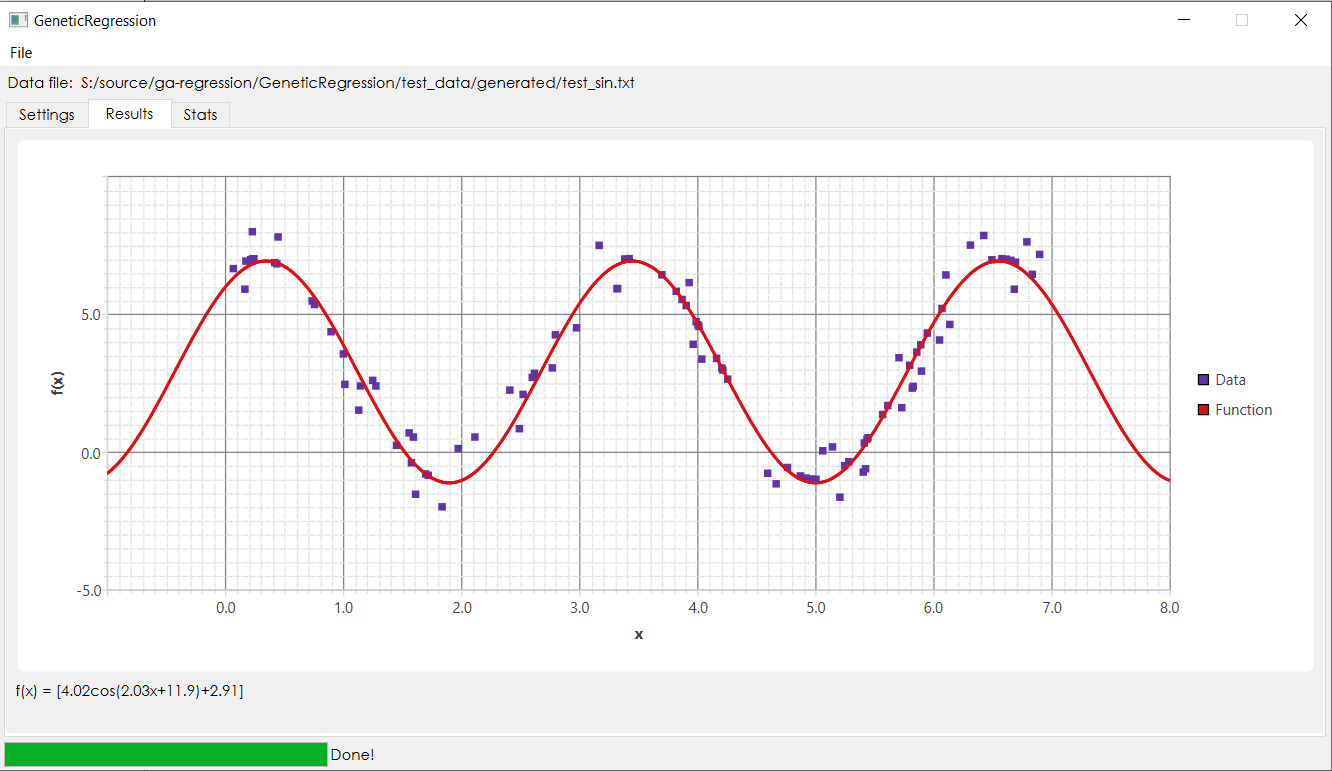 GeneticRegression
File
Data file: S:/source/ga-regression/GeneticRegression/test_data/generated/test_sin.txt
Settings Results Stats
5.0
0.0
-5.0
f(x)
0.0 1.0 2.0 3.0 4.0 5.0 6.0 7.0 8.0
x
Data
Function
f(x) = [4.02cos(2.03x+11.9)+2.91]
Done!